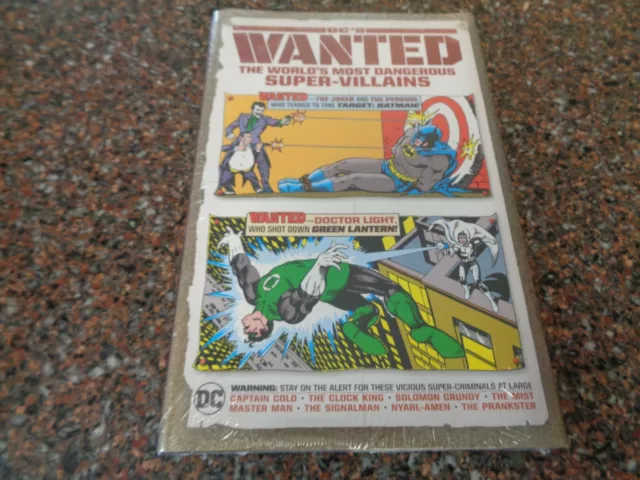 DC'S
WANTED
THE WORLD'S MOST DANGEROUS
SUPER-VILLAINS
WANTED—THE JOKER AND THE PENGUIN,
WHO TEAMED TO TAKE TARGET: BATMAN!
WANTED—DOCTOR LIGHT,
WHO SHOT DOWN GREEN LANTERN!
WARNING: STAY ON THE ALERT FOR THESE VICIOUS SUPER-CRIMINALS AT LARGE
DC
CAPTAIN COLD • THE CLOCK KING • SOLOMON GRUNDY • THE MIST
MASTER MAN • THE SIGNALMAN • NYARL-AMEN • THE PRANKSTER